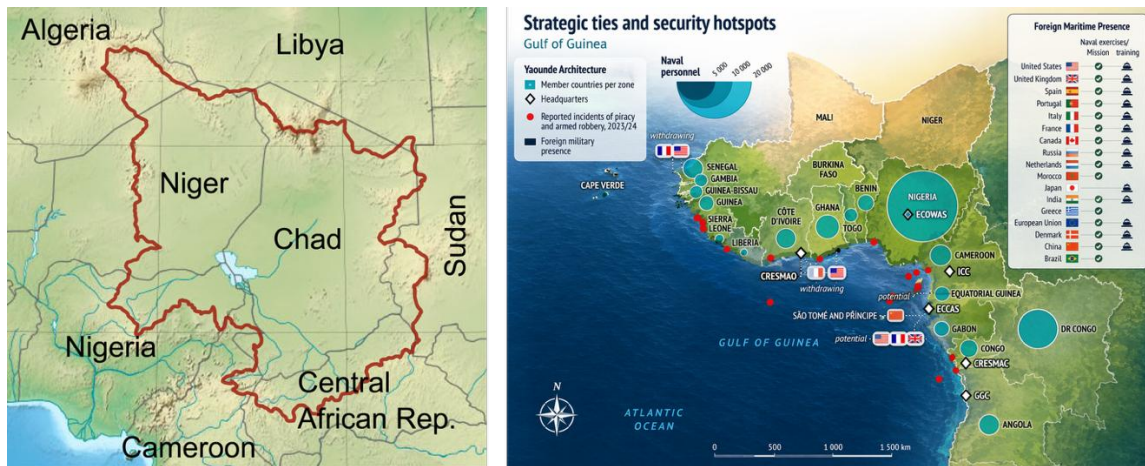 Algeria
Libya
Niger
Chad
Sudan
Nigeria
Central
African Rep.
Cameroon
Strategic ties and security hotspots
Gulf of Guinea
Yaounde Architecture
Member countries per zone
Headquarters
Reported incidents of piracy
and armed robbery, 2023/24
Foreign military
presence
Naval
personnel
5 000
10 000
20 000
Foreign Maritime Presence
Naval exercises/
Mission training
United States
United Kingdom
Spain
Portugal
Italy
France
Canada
Russia
Netherlands
Morocco
Japan
India
Greece
European Union
Denmark
China
Brazil
MALI
NIGER
withdrawing
BURKINA
FASO
SENEGAL
GAMBIA
GUINEA-BISSAU
GUINEA
CAPE VERDE
BENIN
NIGERIA
ECOWAS
CÔTE
D'IVOIRE
GHANA
TOGO
SIERRA
LEONE
LIBERIA
CRESMAO
withdrawing
CAMEROON
ICC
potential
EQUATORIAL GUINEA
ECCAS
SÃO TOMÉ AND PŘINCIPE
potential
GABON
DR CONGO
GULF OF GUINEA
CONGO
CRESMAC
GGC
N
ATLANTIC
OCEAN
ANGOLA
0 500 1 000 1 500 km